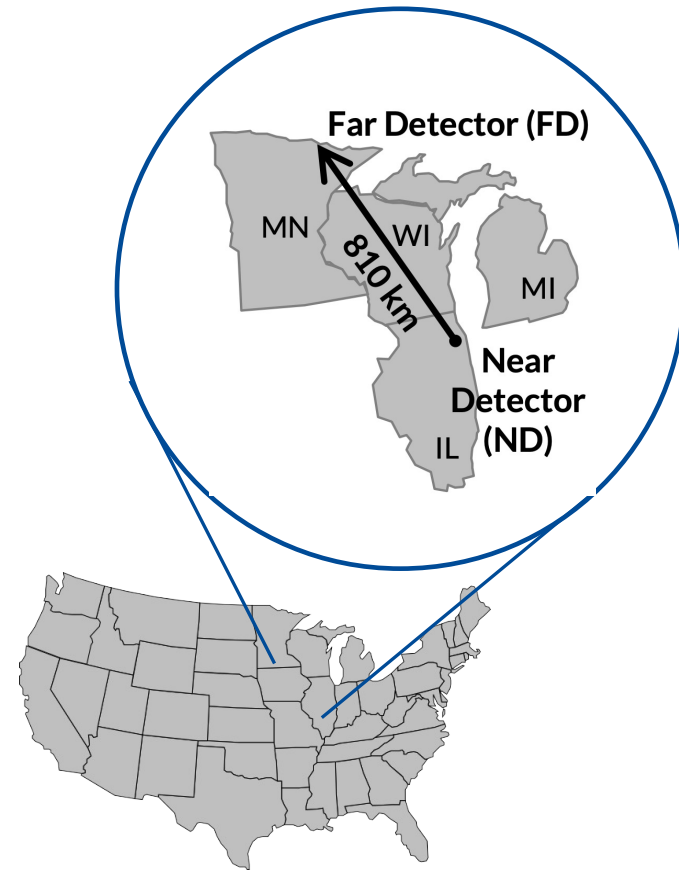 Far Detector (FD)
MN
WI
810 km
MI
Near
Detector
(ND)
IL